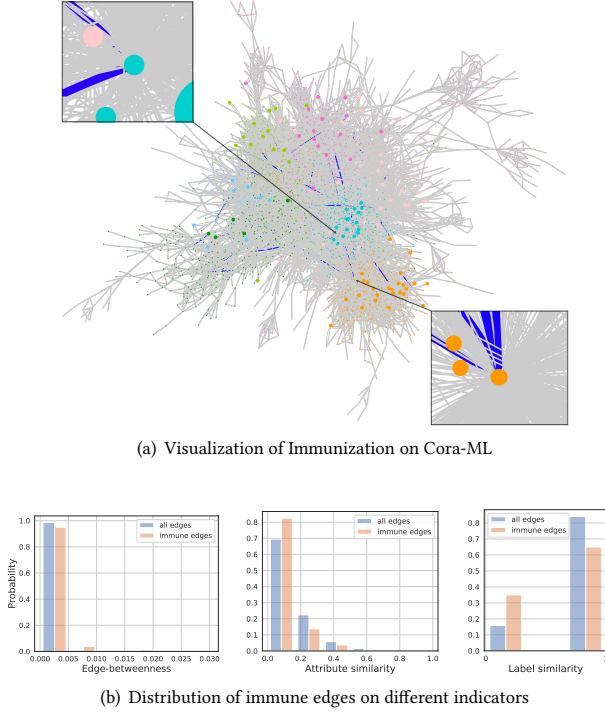 (a) Visualization of Immunization on Cora-ML
1.0
0.8
0.6
0.4
0.2
0.0
Probability
all edges
immune edges
0.000 0.005 0.010 0.015 0.020 0.025 0.030
Edge-betweenness
0.8
0.7
0.6
0.5
0.4
0.3
0.2
0.1
0.0
all edges
immune edges
0.0 0.2 0.4 0.6 0.8 1.0
Attribute similarity
0.8
0.7
0.6
0.5
0.4
0.3
0.2
0.1
0.0
all edges
immune edges
0
Label similarity
(b) Distribution of immune edges on different indicators